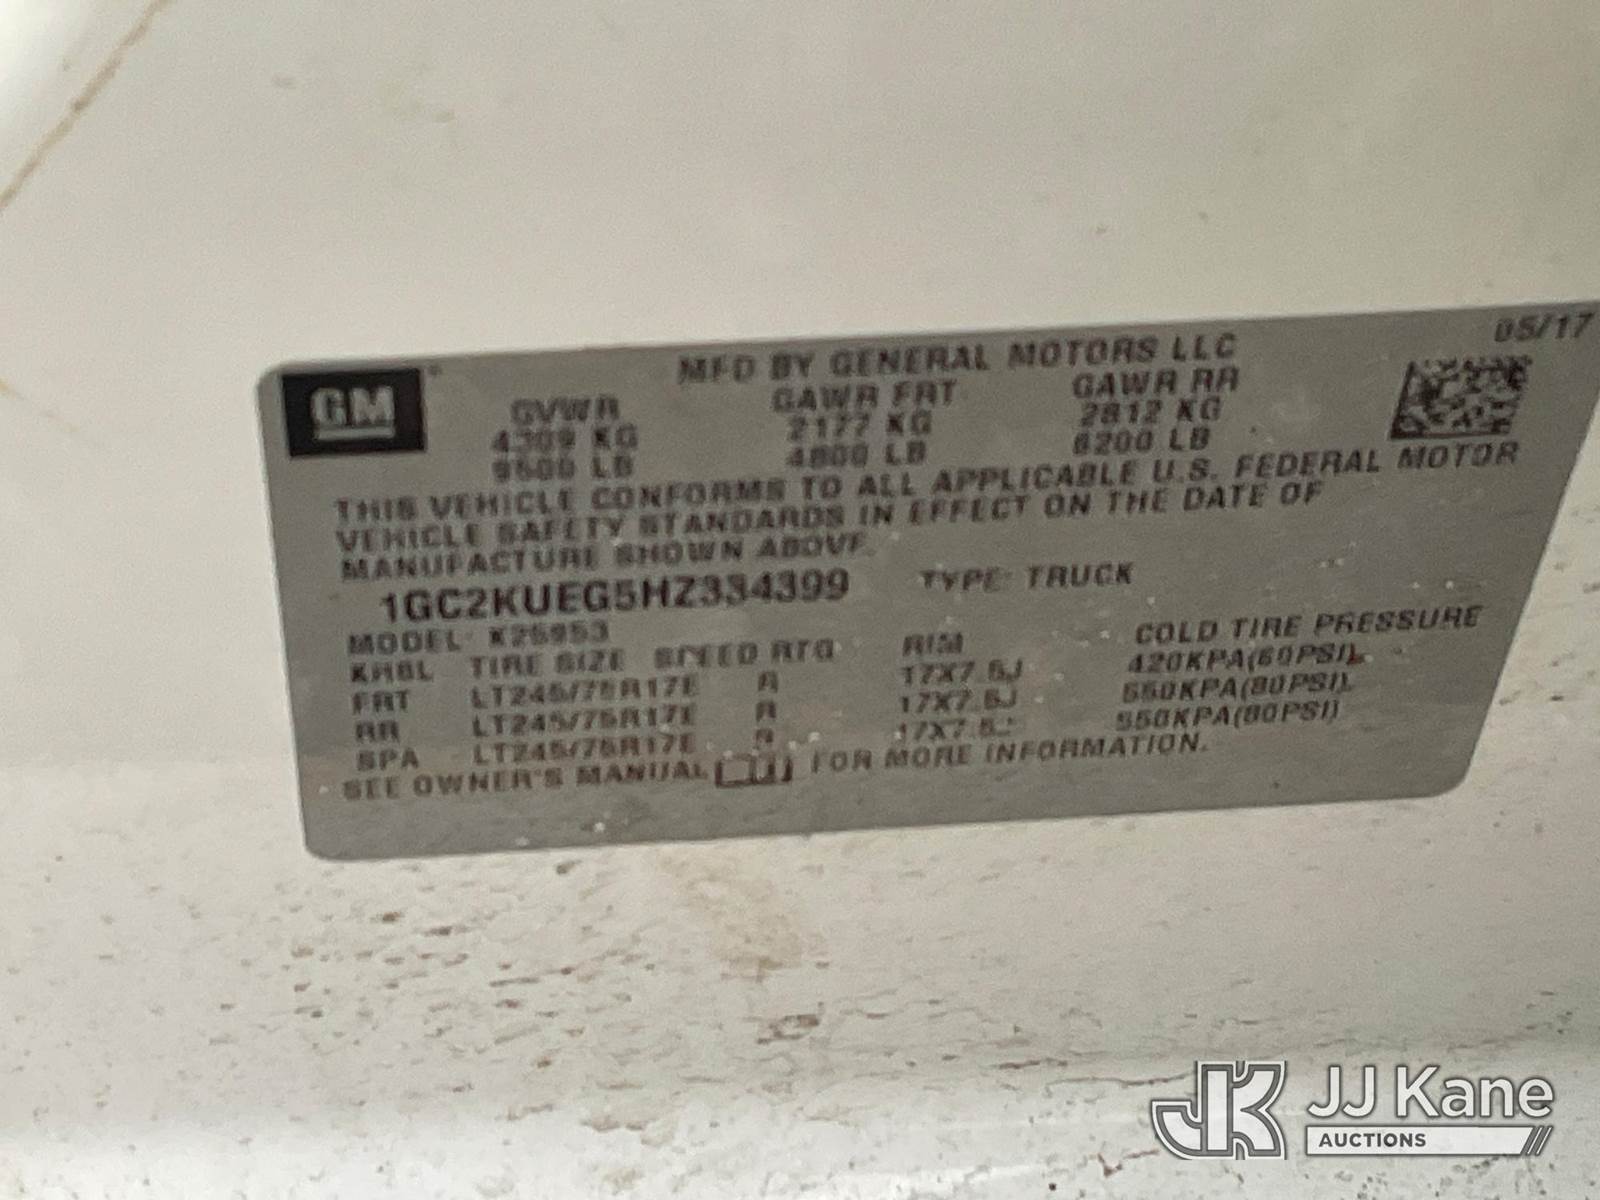 05/17
GM
MFD BY GENERAL MOTORS LLC
GVWR GAWR FRT GAWR RR
4309 KG 2177 KG 2812 KG
9500 LB 4800 LB 6200 LB
THIS VEHICLE CONFORMS TO ALL APPLICABLE U.S. FEDERAL MOTOR
VEHICLE SAFETY STANDARDS IN EFFECT ON THE DATE OF
MANUFACTURE SHOWN ABOVE.
1GC2KUEG5HZ334399 TYPE: TRUCK
MODEL: K25953
TIRE SIZE SPEED RTG RIM COLD TIRE PRESSURE
FRT LT245/75R17E R 17X7.5J 420KPA(60PSI)
RR LT245/75R17E R 17X7.5J 550KPA(80PSI)
SPA LT245/75R17E R 17X7.5J 550KPA(80PSI)
SEE OWNER'S MANUAL FOR MORE INFORMATION.
JK JJ Kane
AUCTIONS